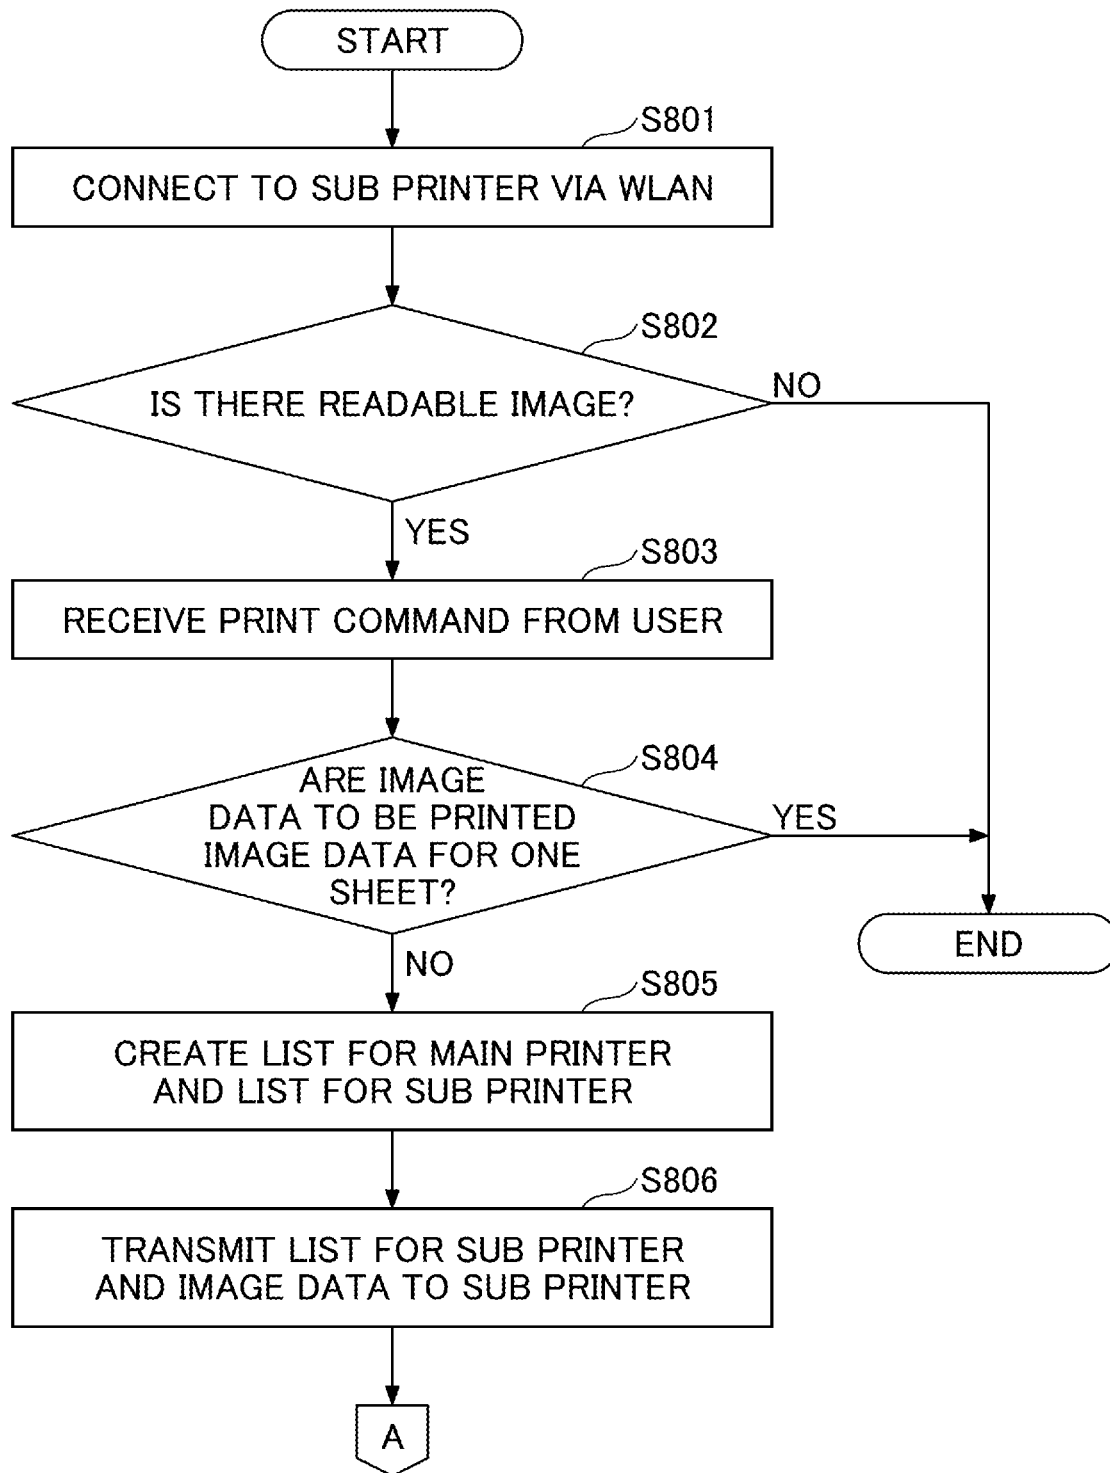 START
S801
CONNECT TO SUB PRINTER VIA WLAN
S802
IS THERE READABLE IMAGE?
NO
YES
S803
RECEIVE PRINT COMMAND FROM USER
S804
ARE IMAGE
DATA TO BE PRINTED
IMAGE DATA FOR ONE
SHEET?
YES
END
NO
S805
CREATE LIST FOR MAIN PRINTER
AND LIST FOR SUB PRINTER
S806
TRANSMIT LIST FOR SUB PRINTER
AND IMAGE DATA TO SUB PRINTER
A